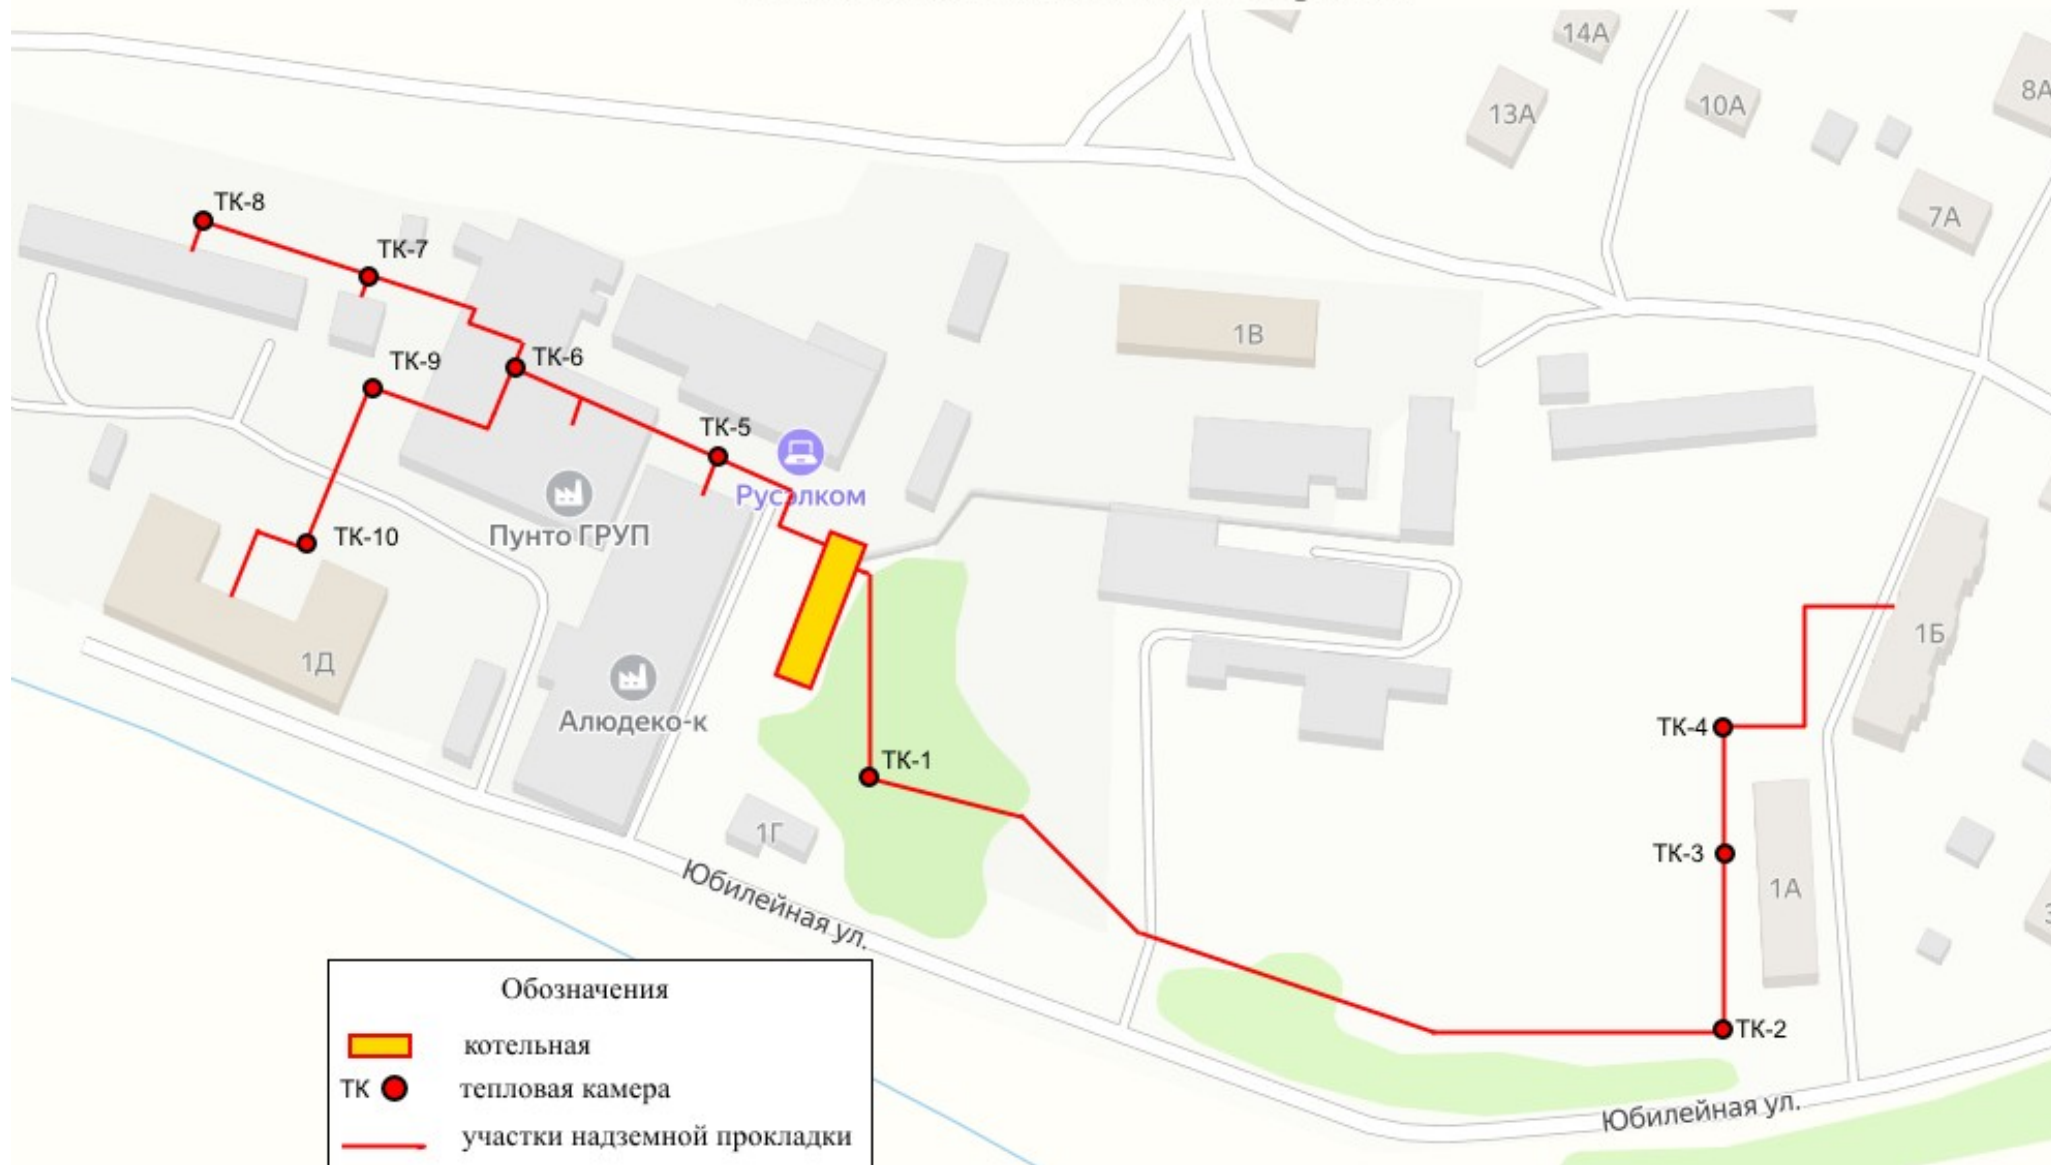 14А
8А
10А
13А
ТК-8
7А
ТК-7
1В
ТК-6
ТК-9
ТК-5
Русэлком
Пунто ГРУП
ТК-10
1Б
1Д
Алюдеко-к
ТК-4
ТК-1
1Г
ТК-3
1А
Юбилейная ул.
ТК-2
Юбилейная ул.
Обозначения
котельная
ТК тепловая камера
участки надземной прокладки